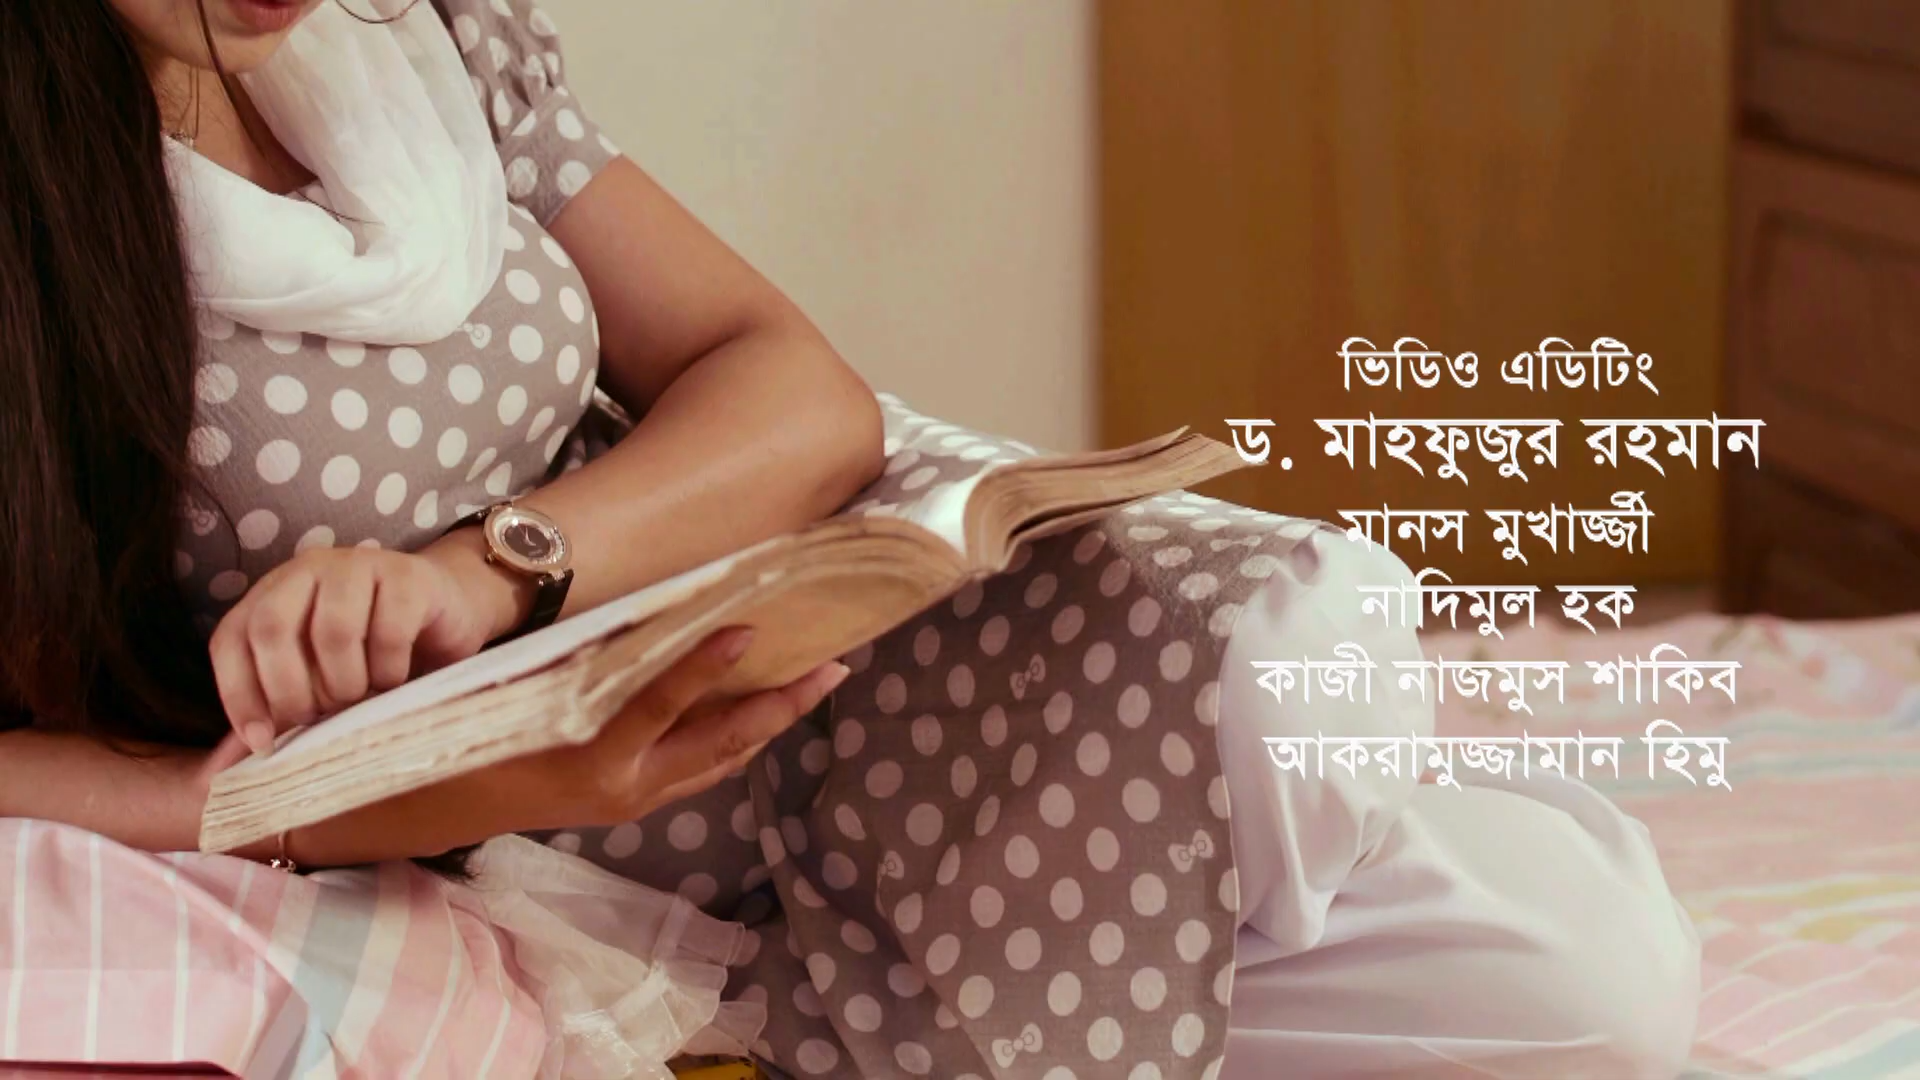 ভিডিও এডিটিং
ড. মাহফুজুর রহমান
মানস মুখার্জ্জী
নাদিমুল হক
কাজী নাজমুস শাকিব
আকরামুজ্জামান হিমু